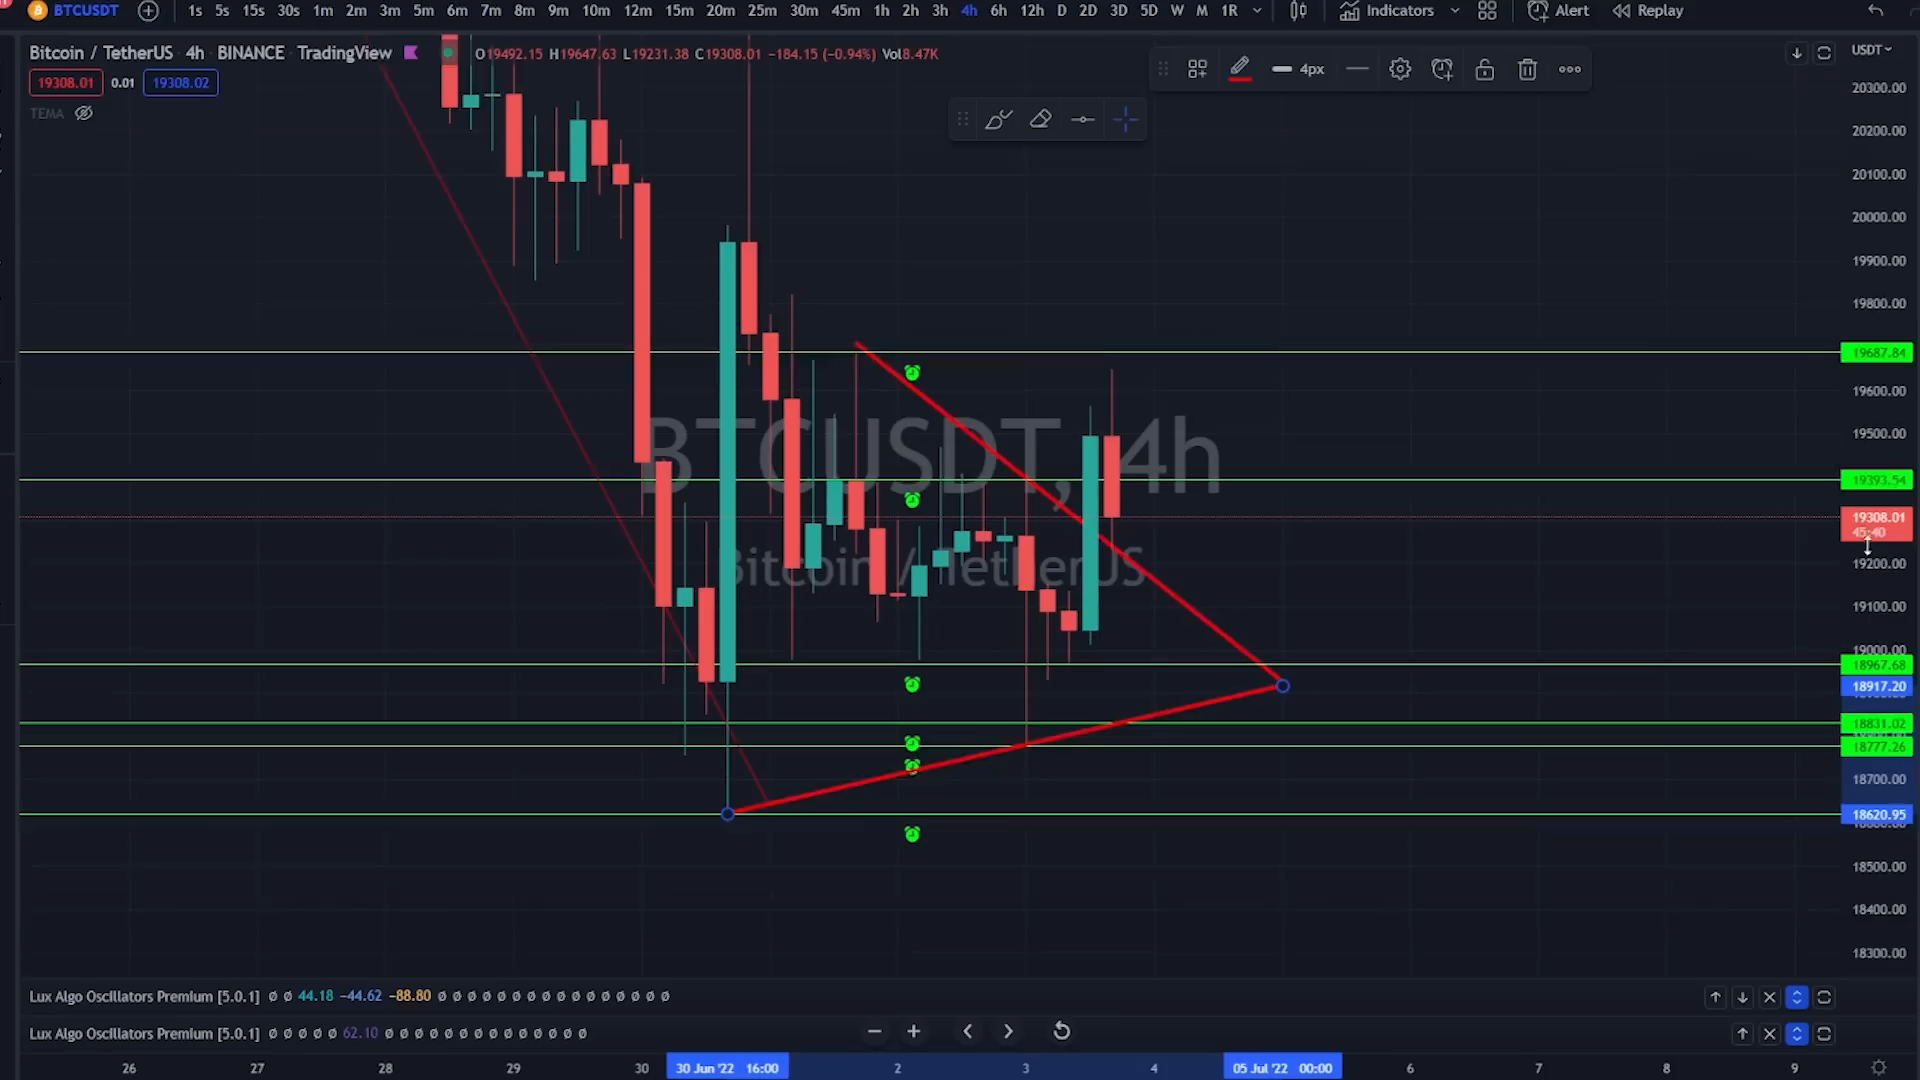 BTCUSDT 1s 5s 15s 30s 1m 2m 3m 4m 5m 6m 7m 8m 9m 10m 12m 15m 20m 25m 30m 45m 1h 2h 3h 4h 6h 12h D 2D 3D 5D W M 1R Indicators Alert Replay
Bitcoin / TetherUS 4h BINANCE TradingView O19492.15 H19647.63 L19231.38 C19308.01 −184.15 (−0.94%) Vol8.47K
USDT
4px
19308.01 0.01 19308.02
TEMA
20300.00
20200.00
20100.00
20000.00
19900.00
19800.00
19687.84
19600.00
19500.00
BTCUSDT, 4h
19393.54
19308.01
45:40
Bitcoin / TetherUS
19200.00
19100.00
19000.00
18967.68
18917.20
18831.02
18777.26
18700.00
18620.95
18500.00
18400.00
18300.00
Lux Algo Oscillators Premium [5.0.1] ø ø 44.18 −44.62 −88.80 ø ø ø ø ø ø ø ø ø ø ø ø ø ø ø ø
Lux Algo Oscillators Premium [5.0.1] ø ø ø ø ø 62.10 ø ø ø ø ø ø ø ø ø ø ø ø ø ø
26 27 28 29 30 30 Jun '22 16:00 2 3 4 05 Jul '22 00:00 6 7 8 9